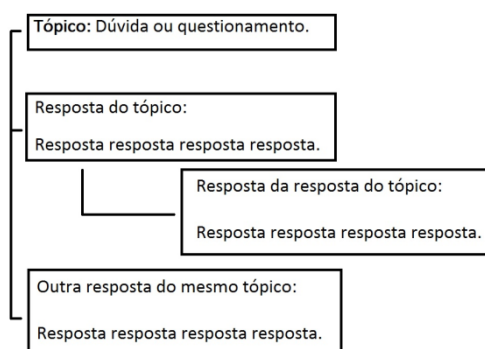 Tópico: Dúvida ou questionamento.
Resposta do tópico:
Resposta resposta resposta resposta.
Resposta da resposta do tópico:
Resposta resposta resposta resposta.
Outra resposta do mesmo tópico:
Resposta resposta resposta resposta.